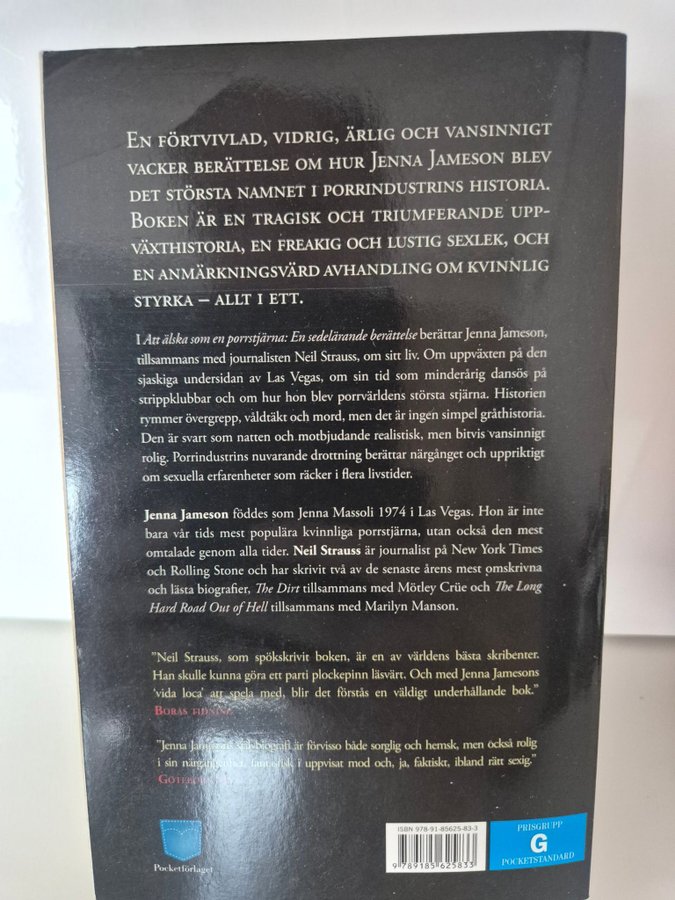 EN FÖRTVIVLAD, VIDRIG, ÄRLIG OCH VANSINNIGT
VACKER BERÄTTELSE OM HUR JENNA JAMESON BLEV
DET STÖRSTA NAMNET I PORRINDUSTRINS HISTORIA.
BOKEN ÄR EN TRAGISK OCH TRIUMFERANDE UPP-
VÄXTHISTORIA, EN FREAKIG OCH LUSTIG SEXLEK, OCH
EN ANMÄRKNINGSVÄRD AVHANDLING OM KVINNLIG
STYRKA – ALLT I ETT.
I Att älska som en porrstjärna: En sedelärande berättelse berättar Jenna Jameson,
tillsammans med journalisten Neil Strauss, om sitt liv. Om uppväxten på den
sjaskiga undersidan av Las Vegas, om sin tid som minderårig dansös på
strippklubbar och om hur hon blev porrvärldens största stjärna. Historien
rymmer övergrepp, våldtäkt och mord, men det är ingen simpel gråthistoria.
Den är svart som natten och motbjudande realistisk, men bitvis vansinnigt
rolig. Porrindustrins nuvarande drottning berättar närgånget och uppriktigt
om sexuella erfarenheter som räcker i flera livstider.
Jenna Jameson föddes som Jenna Massoli 1974 i Las Vegas. Hon är inte
bara vår tids mest populära kvinnliga porrstjärna, utan också den mest
omtalade genom alla tider. Neil Strauss är journalist på New York Times
och Rolling Stone och har skrivit två av de senaste årens mest omskrivna
och lästa biografier, The Dirt tillsammans med Mötley Crüe och The Long
Hard Road Out of Hell tillsammans med Marilyn Manson.
"Neil Strauss, som spökskrivit boken, är en av världens bästa skribenter.
Han skulle kunna göra ett parti plockepinn läsvärt. Och med Jenna Jamesons
'vida loca' att spela med, blir det förstås en väldigt underhållande bok."
BORÅS TIDNING
"Jenna Jamesons självbiografi är förvisso både sorglig och hemsk, men också rolig
i sin närgångenhet, fantastisk i uppvisat mod och, ja, faktiskt, ibland rätt sexig."
Pocketförlaget
ISBN 978-91-85625-83-3
9 789185 625833
PRISGRUPP
G
POCKETSTANDARD